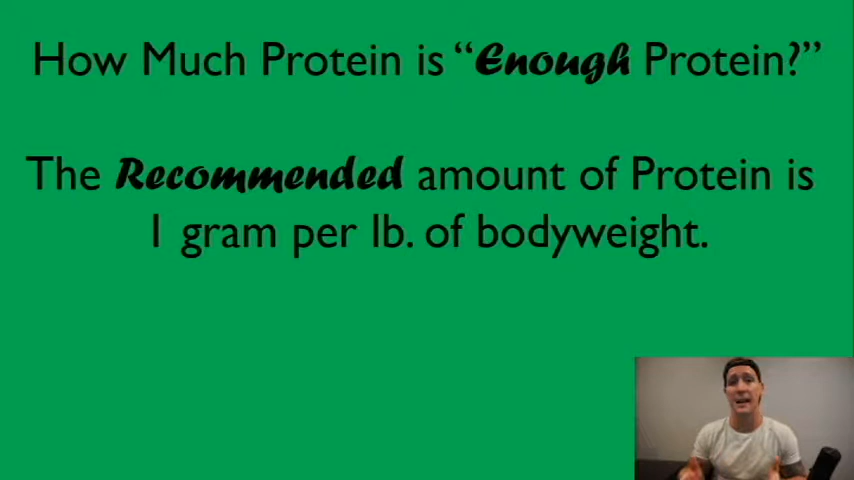 How Much Protein is “Enough Protein?”
The Recommended amount of Protein is
1 gram per lb. of bodyweight.